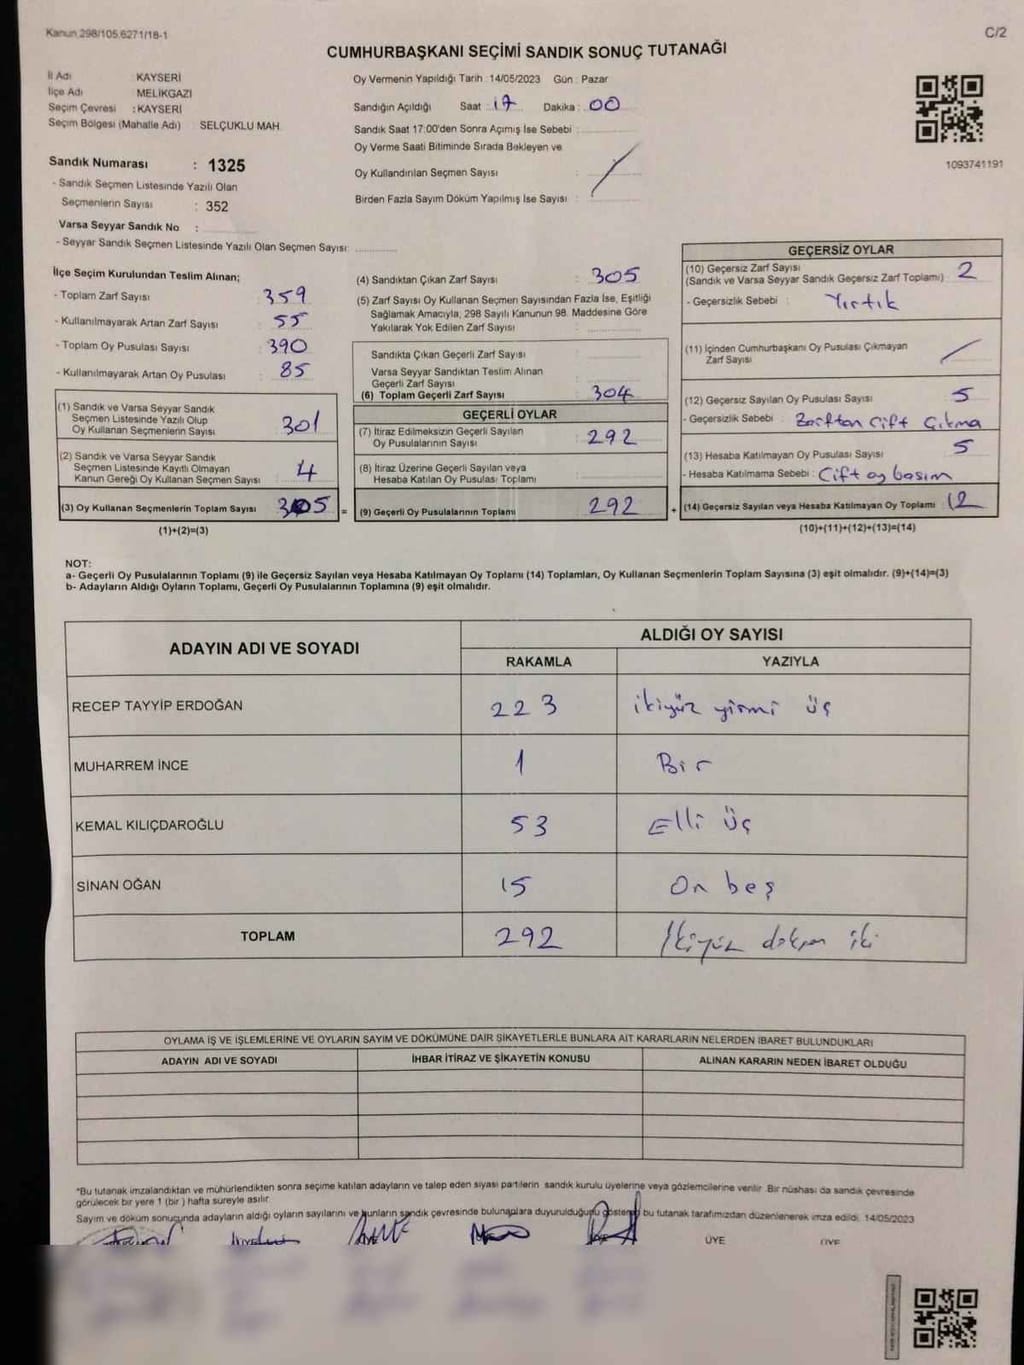 Kanun 298/105.6271/18-1
C/2
CUMHURBAŞKANI SEÇİMİ SANDIK SONUÇ TUTANAĞI
İl Adı KAYSERİ
İlçe Adı MELİKGAZİ
Seçim Çevresi : KAYSERİ
Seçim Bölgesi (Mahalle Adı) SELÇUKLU MAH.
Oy Vermenin Yapıldığı Tarih : 14/05/2023 Gün : Pazar
Sandığın Açıldığı Saat : 17 Dakika : 00
Sandık Saat 17:00'den Sonra Açımış İse Sebebi :
Oy Verme Saati Bitiminde Sırada Bekleyen ve
Oy Kullandırılan Seçmen Sayısı : /
Birden Fazla Sayım Döküm Yapılmış İse Sayısı :
1093741191
Sandık Numarası : 1325
- Sandık Seçmen Listesinde Yazılı Olan
Seçmenlerin Sayısı : 352
Varsa Seyyar Sandık No :
- Seyyar Sandık Seçmen Listesinde Yazılı Olan Seçmen Sayısı:
İlçe Seçim Kurulundan Teslim Alınan;
- Toplam Zarf Sayısı : 359
- Kullanılmayarak Artan Zarf Sayısı : 55
- Toplam Oy Pusulası Sayısı : 390
- Kullanılmayarak Artan Oy Pusulası : 85
(1) Sandık ve Varsa Seyyar Sandık
Seçmen Listesinde Yazılı Olup
Oy Kullanan Seçmenlerin Sayısı 301
(2) Sandık ve Varsa Seyyar Sandık
Seçmen Listesinde Kayıtlı Olmayan
Kanun Gereği Oy Kullanan Seçmen Sayısı 4
(3) Oy Kullanan Seçmenlerin Toplam Sayısı 305 =
(1)+(2)=(3)
(4) Sandıktan Çıkan Zarf Sayısı : 305
(5) Zarf Sayısı Oy Kullanan Seçmen Sayısından Fazla İse, Eşitliği
Sağlamak Amacıyla, 298 Sayılı Kanunun 98. Maddesine Göre
Yakılarak Yok Edilen Zarf Sayısı :
Sandıkta Çıkan Geçerli Zarf Sayısı
Varsa Seyyar Sandıktan Teslim Alınan
Geçerli Zarf Sayısı
(6) Toplam Geçerli Zarf Sayısı 304
GEÇERLİ OYLAR
(7) İtiraz Edilmeksizin Geçerli Sayılan
Oy Pusulalarının Sayısı 292
(8) İtiraz Üzerine Geçerli Sayılan veya
Hesaba Katılan Oy Pusulası Toplamı
(9) Geçerli Oy Pusulalarının Toplamı 292 +
GEÇERSİZ OYLAR
(10) Geçersiz Zarf Sayısı
(Sandık ve Varsa Seyyar Sandık Geçersiz Zarf Toplamı) : 2
- Geçersizlik Sebebi : Yırtık
(11) İçinden Cumhurbaşkanı Oy Pusulası Çıkmayan
Zarf Sayısı /
(12) Geçersiz Sayılan Oy Pusulası Sayısı 5
- Geçersizlik Sebebi : Zarftan Çift Çıkma
(13) Hesaba Katılmayan Oy Pusulası Sayısı 5
- Hesaba Katılmama Sebebi : Çift oy basım
(14) Geçersiz Sayılan veya Hesaba Katılmayan Oy Toplamı 12
(10)+(11)+(12)+(13)=(14)
NOT:
a- Geçerli Oy Pusulalarının Toplamı (9) ile Geçersiz Sayılan veya Hesaba Katılmayan Oy Toplamı (14) Toplamları, Oy Kullanan Seçmenlerin Toplam Sayısına (3) eşit olmalıdır. (9)+(14)=(3)
b- Adayların Aldığı Oyların Toplamı, Geçerli Oy Pusulalarının Toplamına (9) eşit olmalıdır.
ADAYIN ADI VE SOYADI
ALDIĞI OY SAYISI
RAKAMLA YAZIYLA
RECEP TAYYİP ERDOĞAN 223 ikiyüz yirmi üç
MUHARREM İNCE 1 Bir
KEMAL KILIÇDAROĞLU 53 Elli Üç
SİNAN OĞAN 15 On beş
TOPLAM 292 İkiyüz doksan iki
OYLAMA İŞ VE İŞLEMLERİNE VE OYLARIN SAYIM VE DÖKÜMÜNE DAİR ŞİKAYETLERLE BUNLARA AİT KARARLARIN NELERDEN İBARET BULUNDUKLARI
ADAYIN ADI VE SOYADI İHBAR İTİRAZ VE ŞİKAYETİN KONUSU ALINAN KARARIN NEDEN İBARET OLDUĞU
*Bu tutanak imzalandıktan ve mühürlendikten sonra seçime katılan adayların ve talep eden siyasi partilerin sandık kurulu üyelerine veya gözlemcilerine verilir. Bir nüshası da sandık çevresinde
görülecek bir yere 1 (bir ) hafta süreyle asılır.
Sayım ve döküm sonucunda adayların aldığı oyların sayılarını ve bunların sandık çevresinde bulunanlara duyurulduğunu gösteren bu tutanak tarafımızdan düzenlenerek imza edildi. 14/05/2023
ÜYE ÜYE